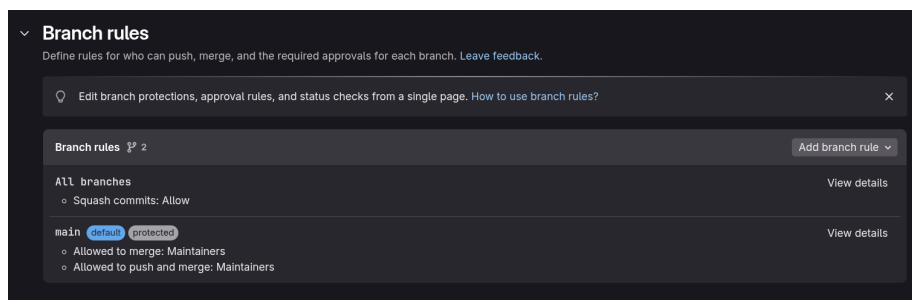 Branch rules
Define rules for who can push, merge, and the required approvals for each branch. Leave feedback.
Edit branch protections, approval rules, and status checks from a single page. How to use branch rules?
Branch rules 2
Add branch rule
All branches
View details
Squash commits: Allow
main default protected
View details
Allowed to merge: Maintainers
Allowed to push and merge: Maintainers